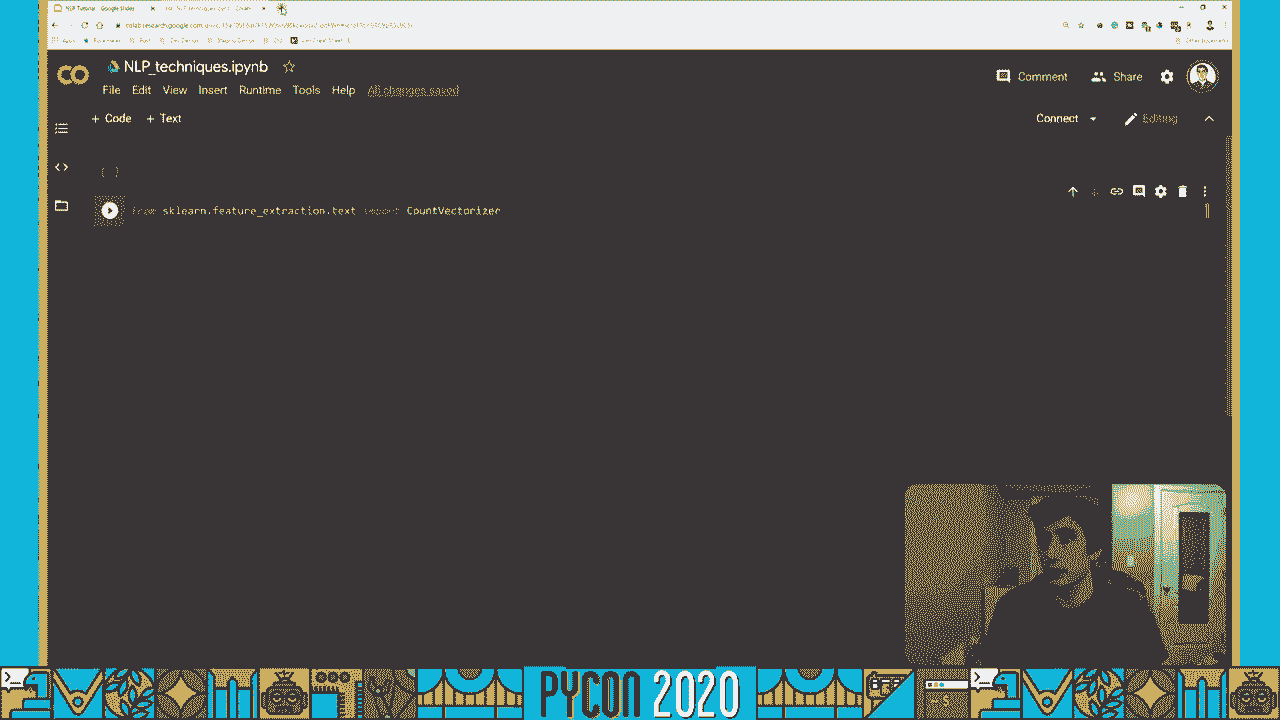 NLP Tutorial - Google Slides
NLP_techniques.ipynb
File Edit View Insert Runtime Tools Help All changes saved
Comment Share
+ Code + Text
Connect Editing
[ ]
from sklearn.feature_extraction.text import CountVectorizer
PYCON 2020